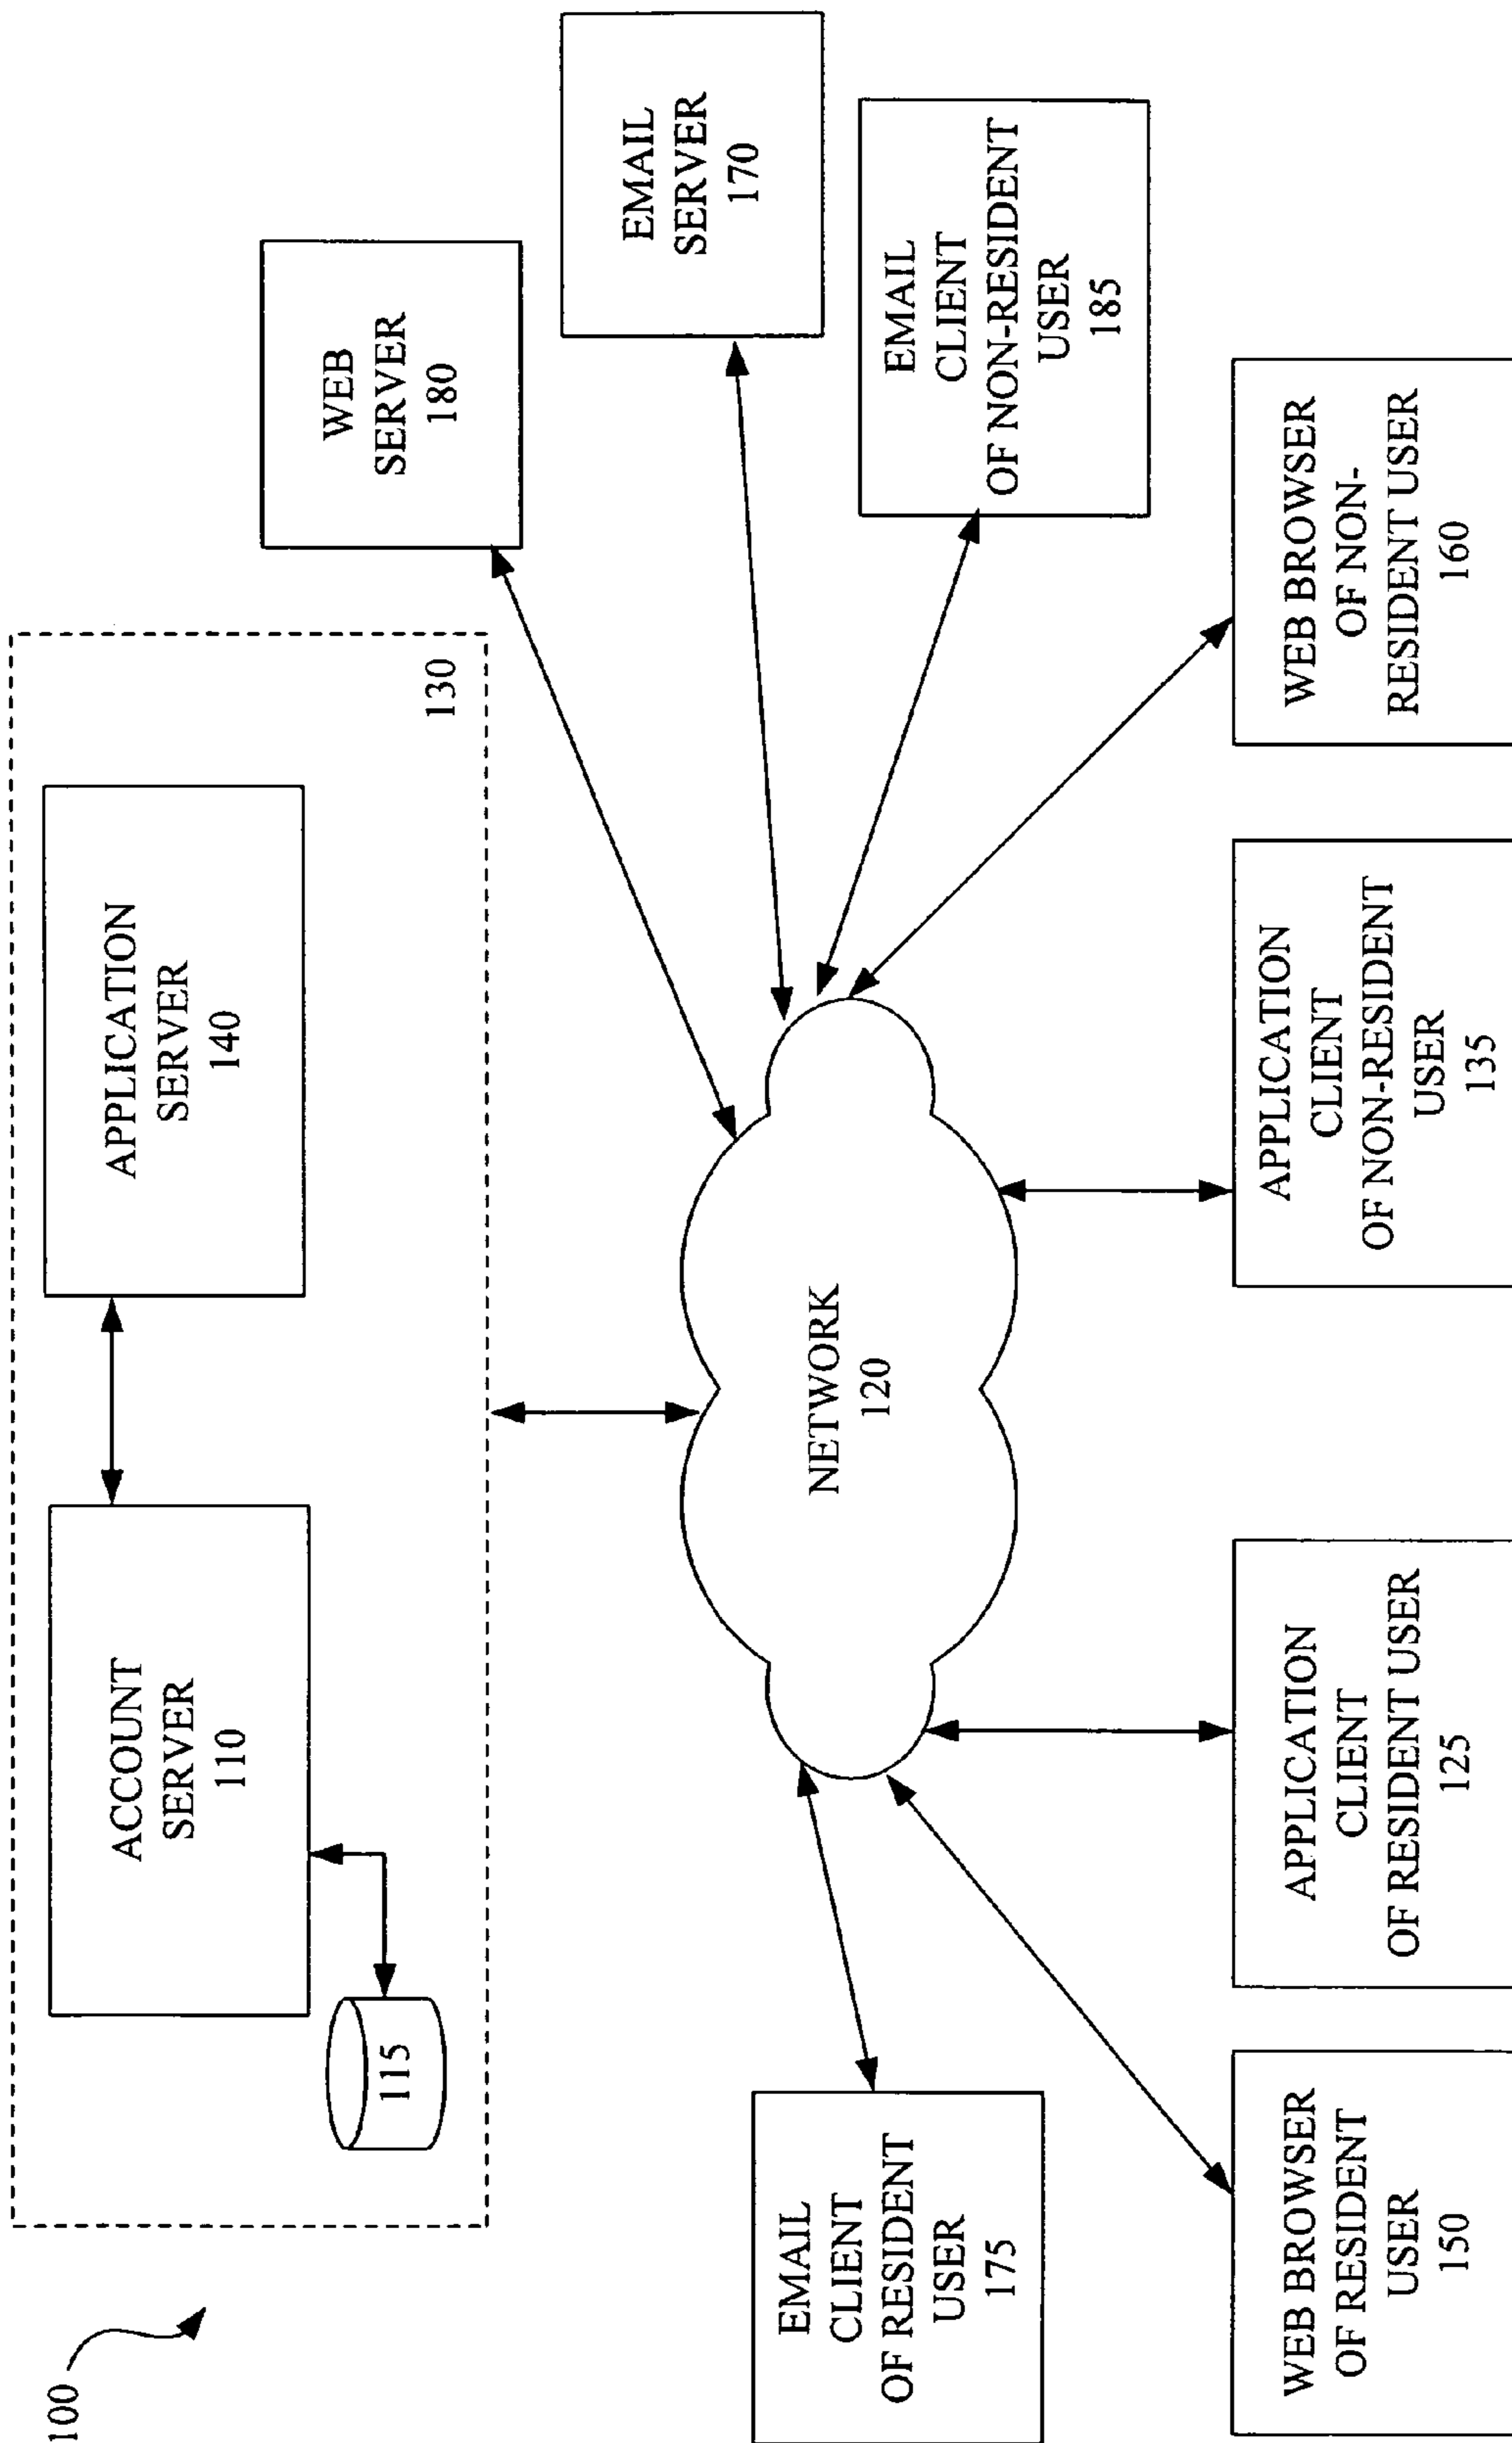 100
ACCOUNT
SERVER
110
APPLICATION
SERVER
140
115
130
WEB
SERVER
180
EMAIL
SERVER
170
EMAIL
CLIENT
OF NON-RESIDENT
USER
185
NETWORK
120
EMAIL
CLIENT
OF RESIDENT
USER
175
WEB BROWSER
OF RESIDENT
USER
150
APPLICATION
CLIENT
OF RESIDENT USER
125
APPLICATION
CLIENT
OF NON-RESIDENT
USER
135
WEB BROWSER
OF NON-
RESIDENT USER
160